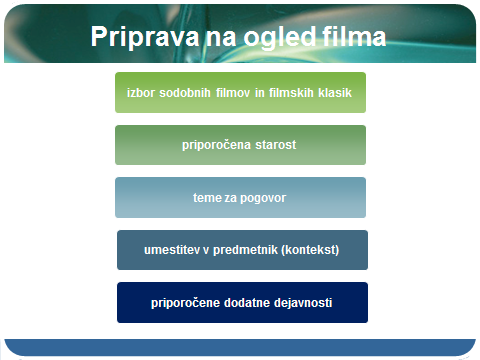 Priprava na ogled filma
izbor sodobnih filmov in filmskih klasik
priporočena starost
teme za pogovor
umestitev v predmetnik (kontekst)
priporočene dodatne dejavnosti